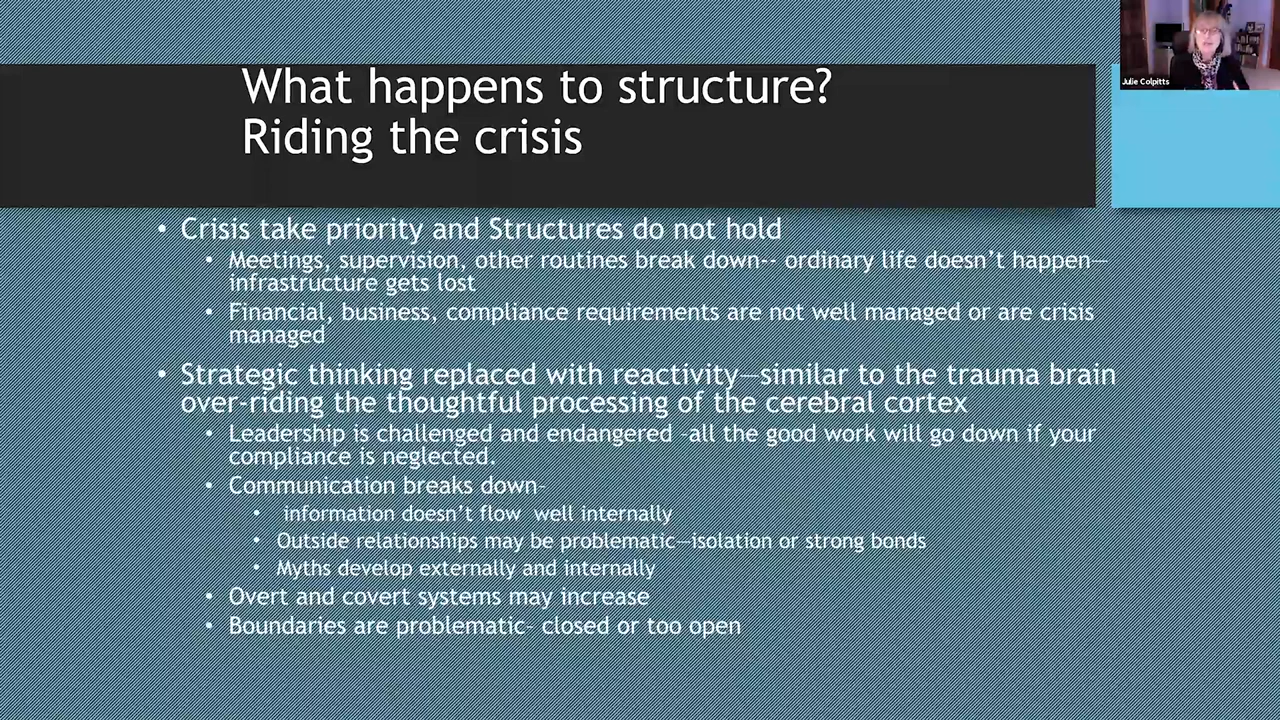 Julie Colpitts
What happens to structure?
Riding the crisis
• Crisis take priority and Structures do not hold
• Meetings, supervision, other routines break down-- ordinary life doesn't happen—
infrastructure gets lost
• Financial, business, compliance requirements are not well managed or are crisis
managed
• Strategic thinking replaced with reactivity—similar to the trauma brain
over-riding the thoughtful processing of the cerebral cortex
• Leadership is challenged and endangered –all the good work will go down if your
compliance is neglected.
• Communication breaks down–
• information doesn't flow well internally
• Outside relationships may be problematic—isolation or strong bonds
• Myths develop externally and internally
• Overt and covert systems may increase
• Boundaries are problematic– closed or too open